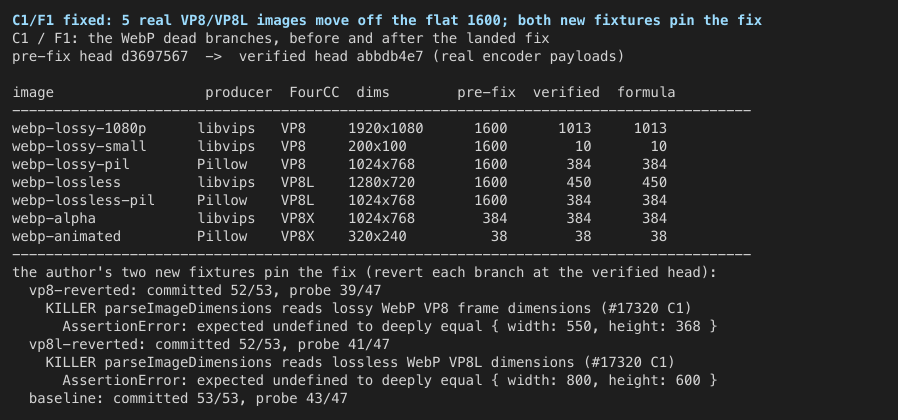 C1/F1 fixed: 5 real VP8/VP8L images move off the flat 1600; both new fixtures pin the fix
C1 / F1: the WebP dead branches, before and after the landed fix
pre-fix head d3697567  ->  verified head abbdb4e7 (real encoder payloads)
image                   producer  FourCC  dims        pre-fix  verified  formula
------------------------------------------------------------------------------------------
webp-lossy-1080p      libvips   VP8     1920x1080      1600      1013     1013
webp-lossy-small      libvips   VP8     200x100        1600        10       10
webp-lossy-pil        Pillow    VP8     1024x768       1600       384      384
webp-lossless         libvips   VP8L    1280x720       1600       450      450
webp-lossless-pil     Pillow    VP8L    1024x768       1600       384      384
webp-alpha            libvips   VP8X    1024x768        384       384      384
webp-animated         Pillow    VP8X    320x240          38        38       38
------------------------------------------------------------------------------------------
the author's two new fixtures pin the fix (revert each branch at the verified head):
  vp8-reverted: committed 52/53, probe 39/47
    KILLER parseImageDimensions reads lossy WebP VP8 frame dimensions (#17320 C1)
      AssertionError: expected undefined to deeply equal { width: 550, height: 368 }
  vp8l-reverted: committed 52/53, probe 41/47
    KILLER parseImageDimensions reads lossless WebP VP8L dimensions (#17320 C1)
      AssertionError: expected undefined to deeply equal { width: 800, height: 600 }
  baseline: committed 53/53, probe 43/47